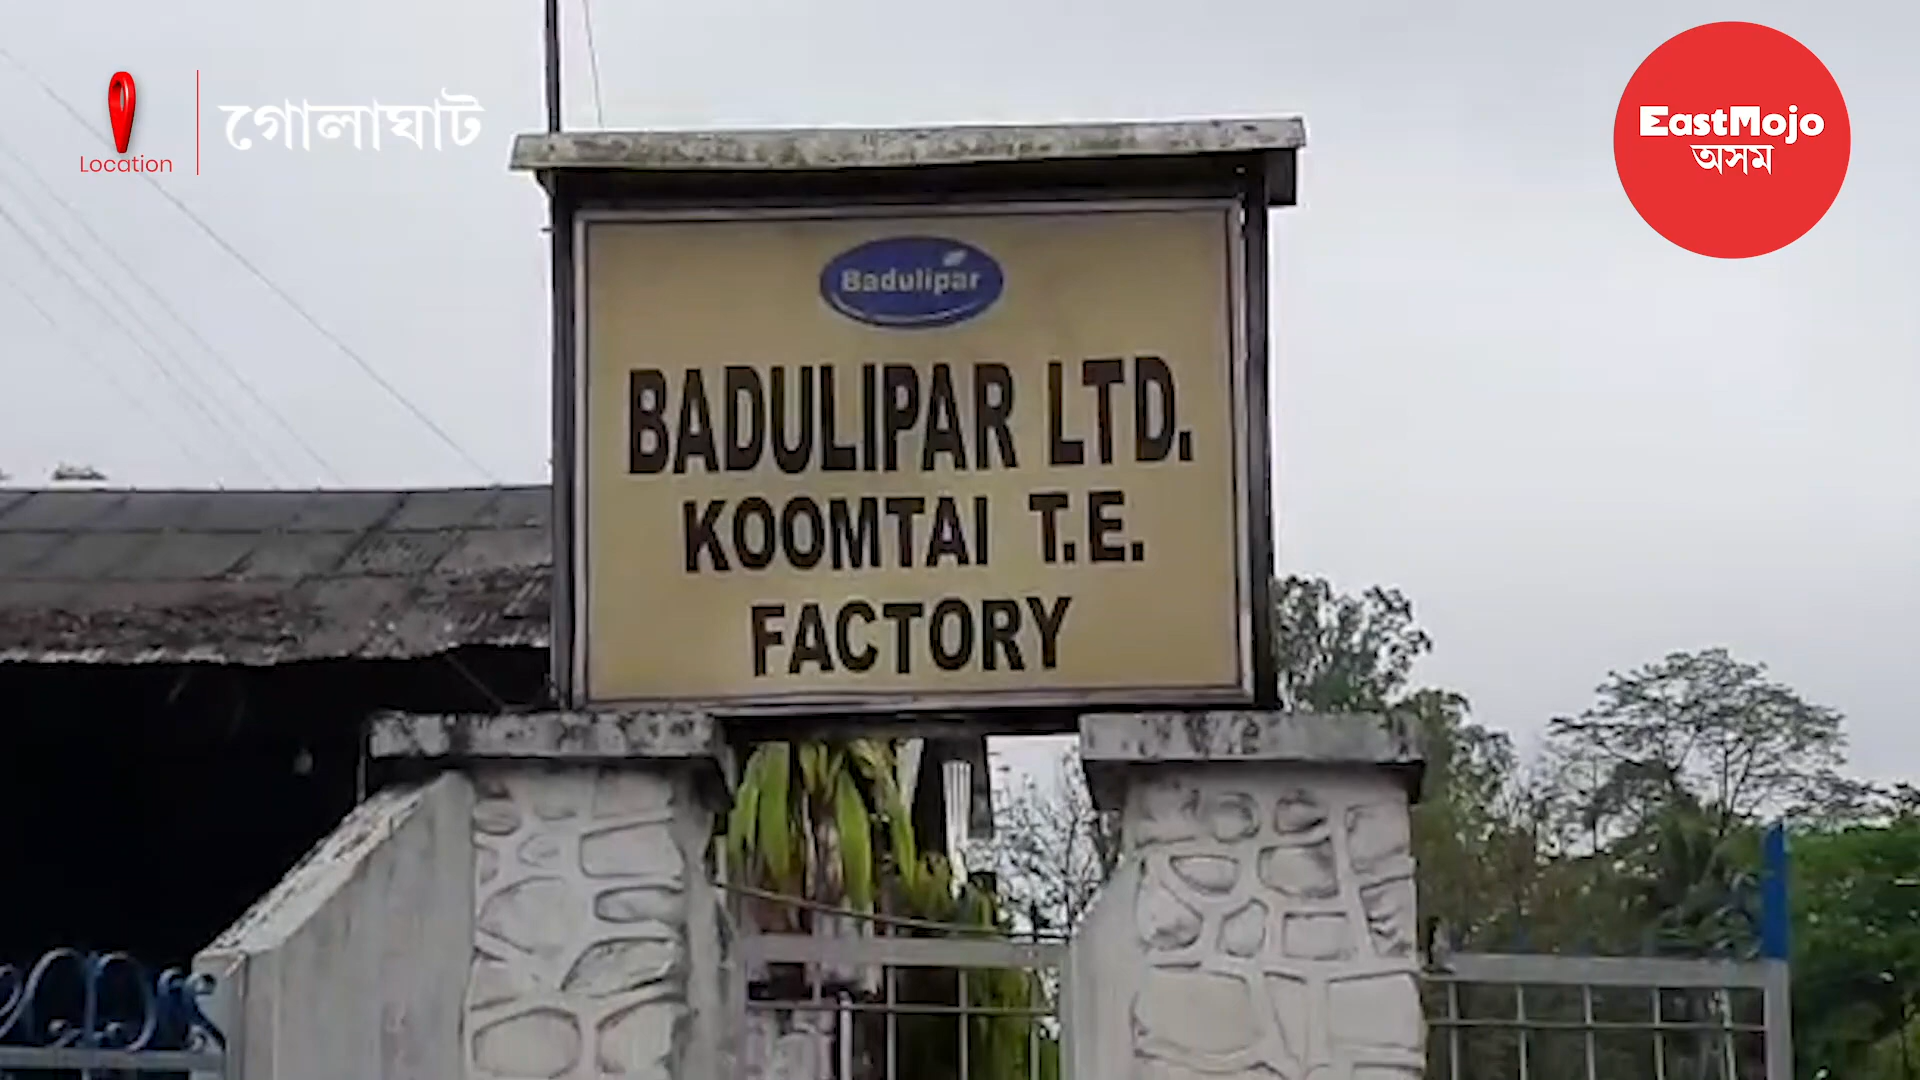 Location
গোলাঘাট
EastMojo
অসম
Badulipar
BADULIPAR LTD.
KOOMTAI T.E.
FACTORY